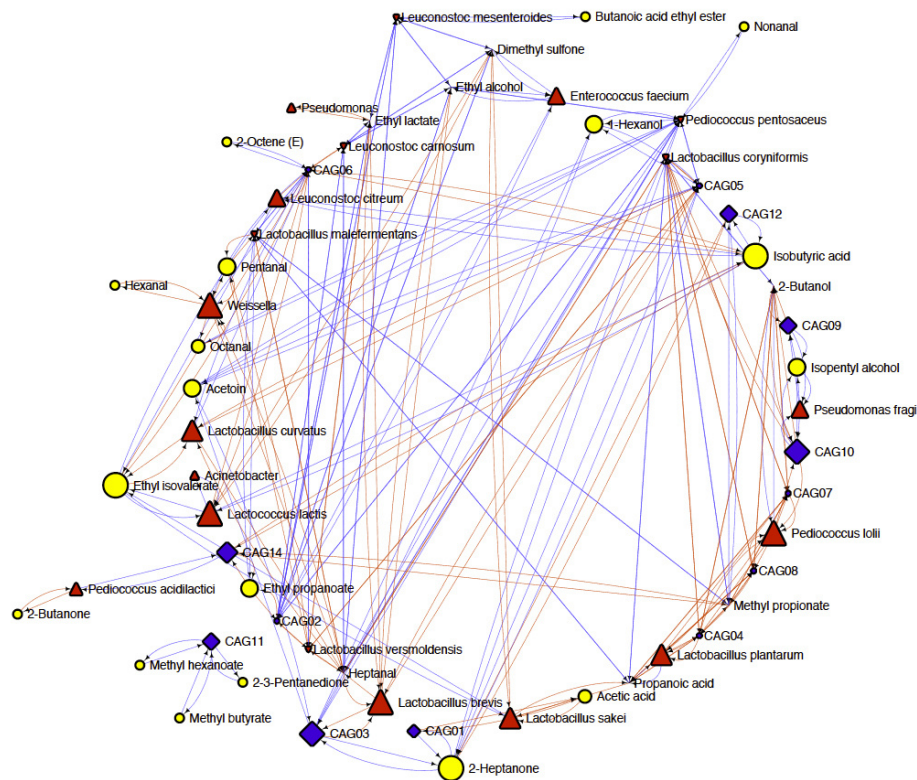 Leuconostoc mesenteroides
Butanoic acid ethyl ester
Nonanal
Dimethyl sulfone
Ethyl alcohol
Enterococcus faecium
Pseudomonas
Ethyl lactate
1-Hexanol
Pediococcus pentosaceus
2-Octene (E)
Leuconostoc carnosum
Lactobacillus coryniformis
CAG06
CAG05
Leuconostoc citreum
CAG12
Lactobacillus malefermentans
Isobutyric acid
Pentanal
Hexanal
2-Butanol
Weissella
CAG09
Octanal
Isopentyl alcohol
Acetoin
Pseudomonas fragi
Lactobacillus curvatus
CAG10
Acinetobacter
Ethyl isovalerate
CAG07
Lactococcus lactis
Pediococcus lolii
CAG14
CAG08
Pediococcus acidilactici
Ethyl propanoate
Methyl propionate
2-Butanone
CAG02
CAG04
CAG11
Lactobacillus versmoldensis
Lactobacillus plantarum
Methyl hexanoate
Heptanal
2-3-Pentanedione
Propanoic acid
Acetic acid
Lactobacillus brevis
Methyl butyrate
Lactobacillus sakei
CAG03
CAG01
2-Heptanone